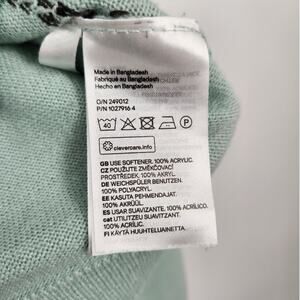 Made in Bangladesh
Fabriqué au Bangladesh
Hecho en Bangladesh
O/N 249012
P/N 1027916 4
40
P
clevercare.info
GB USE SOFTENER. 100% ACRYLIC.
CZ POUŽIJTE ZMĚKČOVACÍ
PROSTŘEDEK. 100% AKRYL.
DE WEICHSPÜLER BENUTZEN.
100% POLYACRYL.
EE KASUTA PEHMENDAJAT.
100% AKRÜÜL.
ES USAR SUAVIZANTE. 100% ACRÍLICO.
cat UTILITZEU SUAVITZANT.
100% ACRÍLIC.
FI KÄYTÄ HUUHTELUAINETTA.